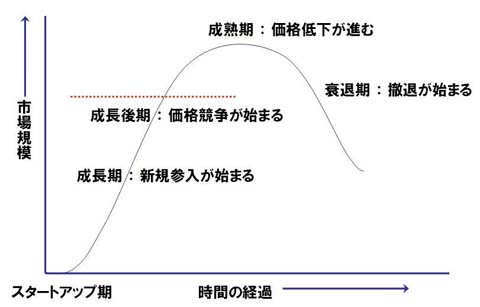 成熟期：価格低下が進む
衰退期：撤退が始まる
市場規模
成長後期：価格競争が始まる
成長期：新規参入が始まる
スタートアップ期
時間の経過